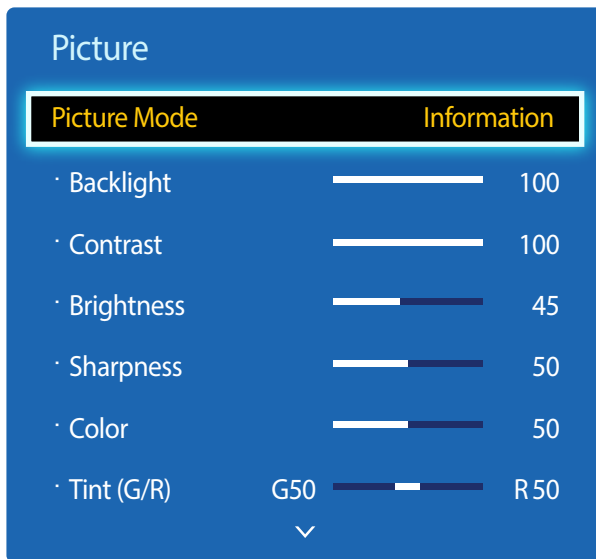 Picture
Picture Mode Information
· Backlight 100
· Contrast 100
· Brightness 45
· Sharpness 50
· Color 50
· Tint (G/R) G50 R50